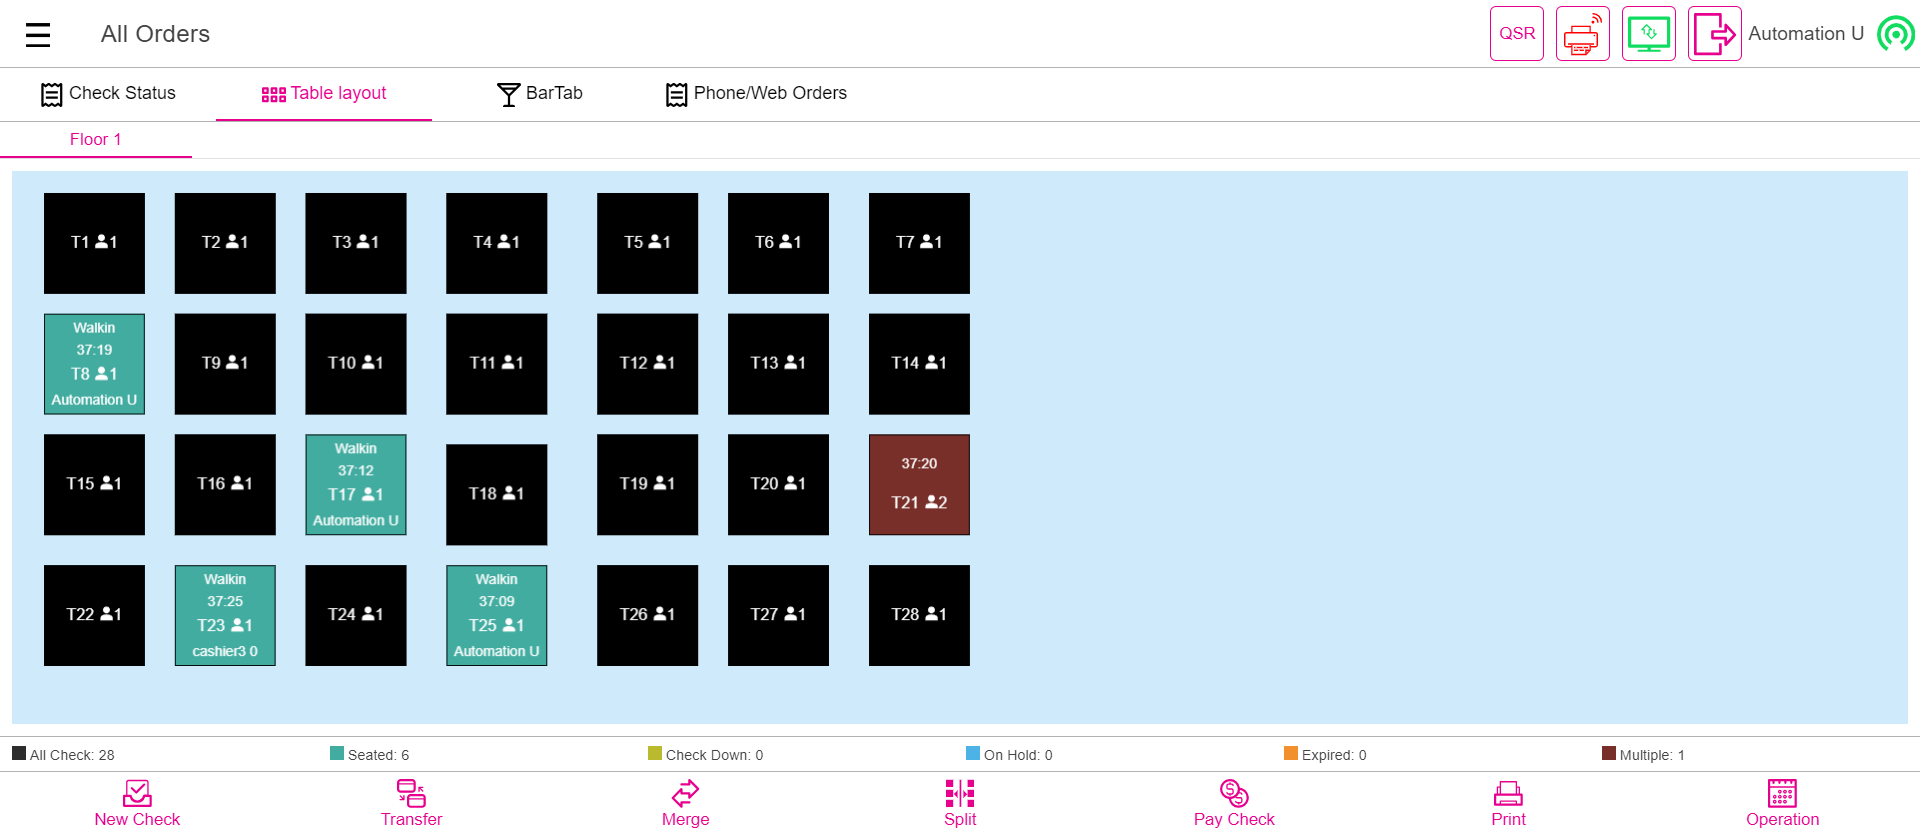 All Orders
QSR
Automation U
Check Status
Table layout
BarTab
Phone/Web Orders
Floor 1
T1 1
T2 1
T3 1
T4 1
T5 1
T6 1
T7 1
Walkin
37:19
T8 1
Automation U
T9 1
T10 1
T11 1
T12 1
T13 1
T14 1
T15 1
T16 1
Walkin
37:12
T17 1
Automation U
T18 1
T19 1
T20 1
37:20
T21 2
T22 1
Walkin
37:25
T23 1
cashier3 0
T24 1
Walkin
37:09
T25 1
Automation U
T26 1
T27 1
T28 1
All Check: 28
Seated: 6
Check Down: 0
On Hold: 0
Expired: 0
Multiple: 1
New Check
Transfer
Merge
Split
Pay Check
Print
Operation